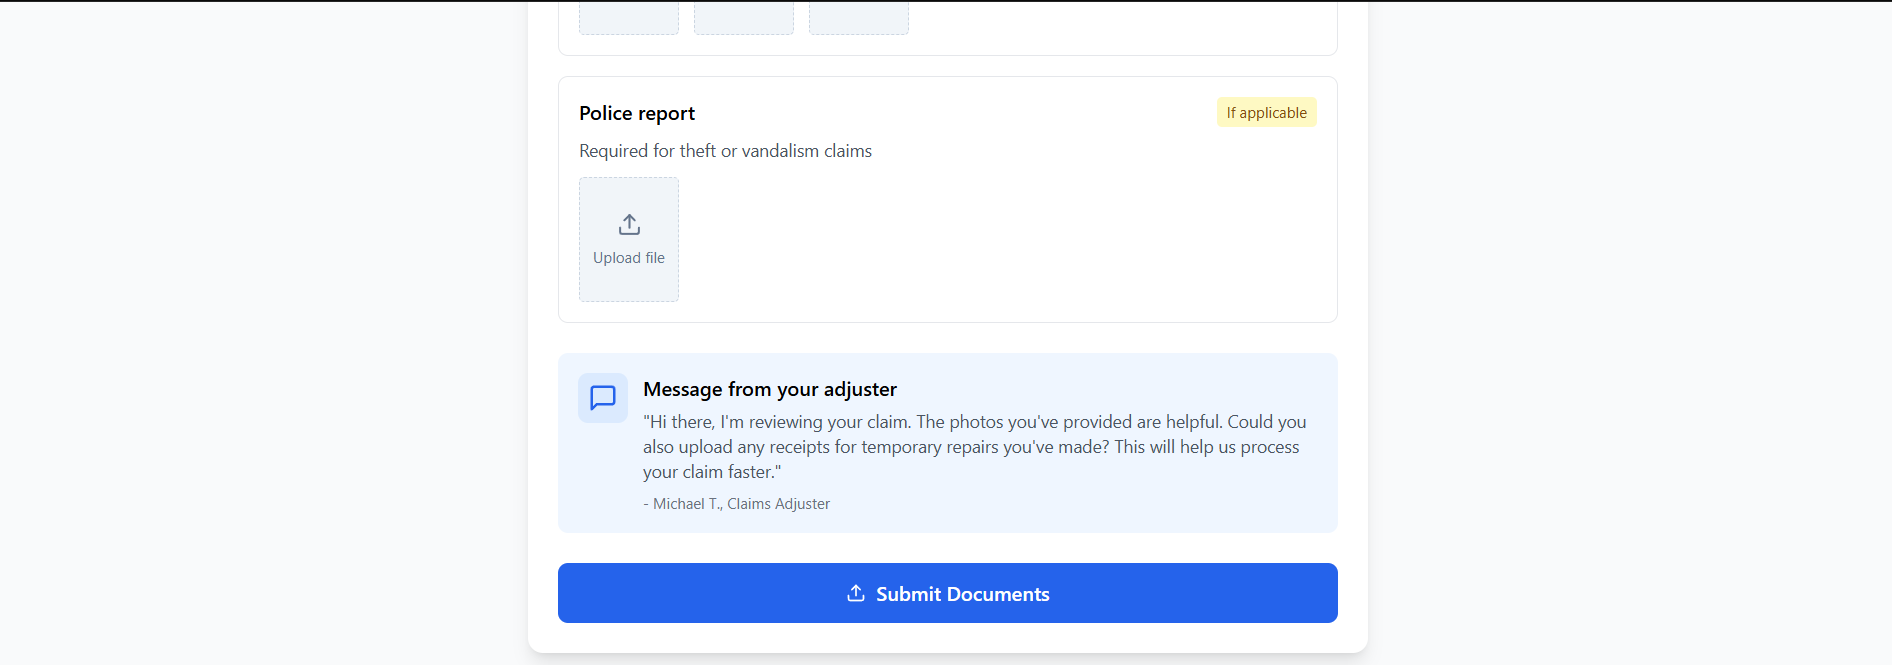 Police report
If applicable
Required for theft or vandalism claims
Upload file
Message from your adjuster
"Hi there, I'm reviewing your claim. The photos you've provided are helpful. Could you
also upload any receipts for temporary repairs you've made? This will help us process
your claim faster."
- Michael T., Claims Adjuster
Submit Documents